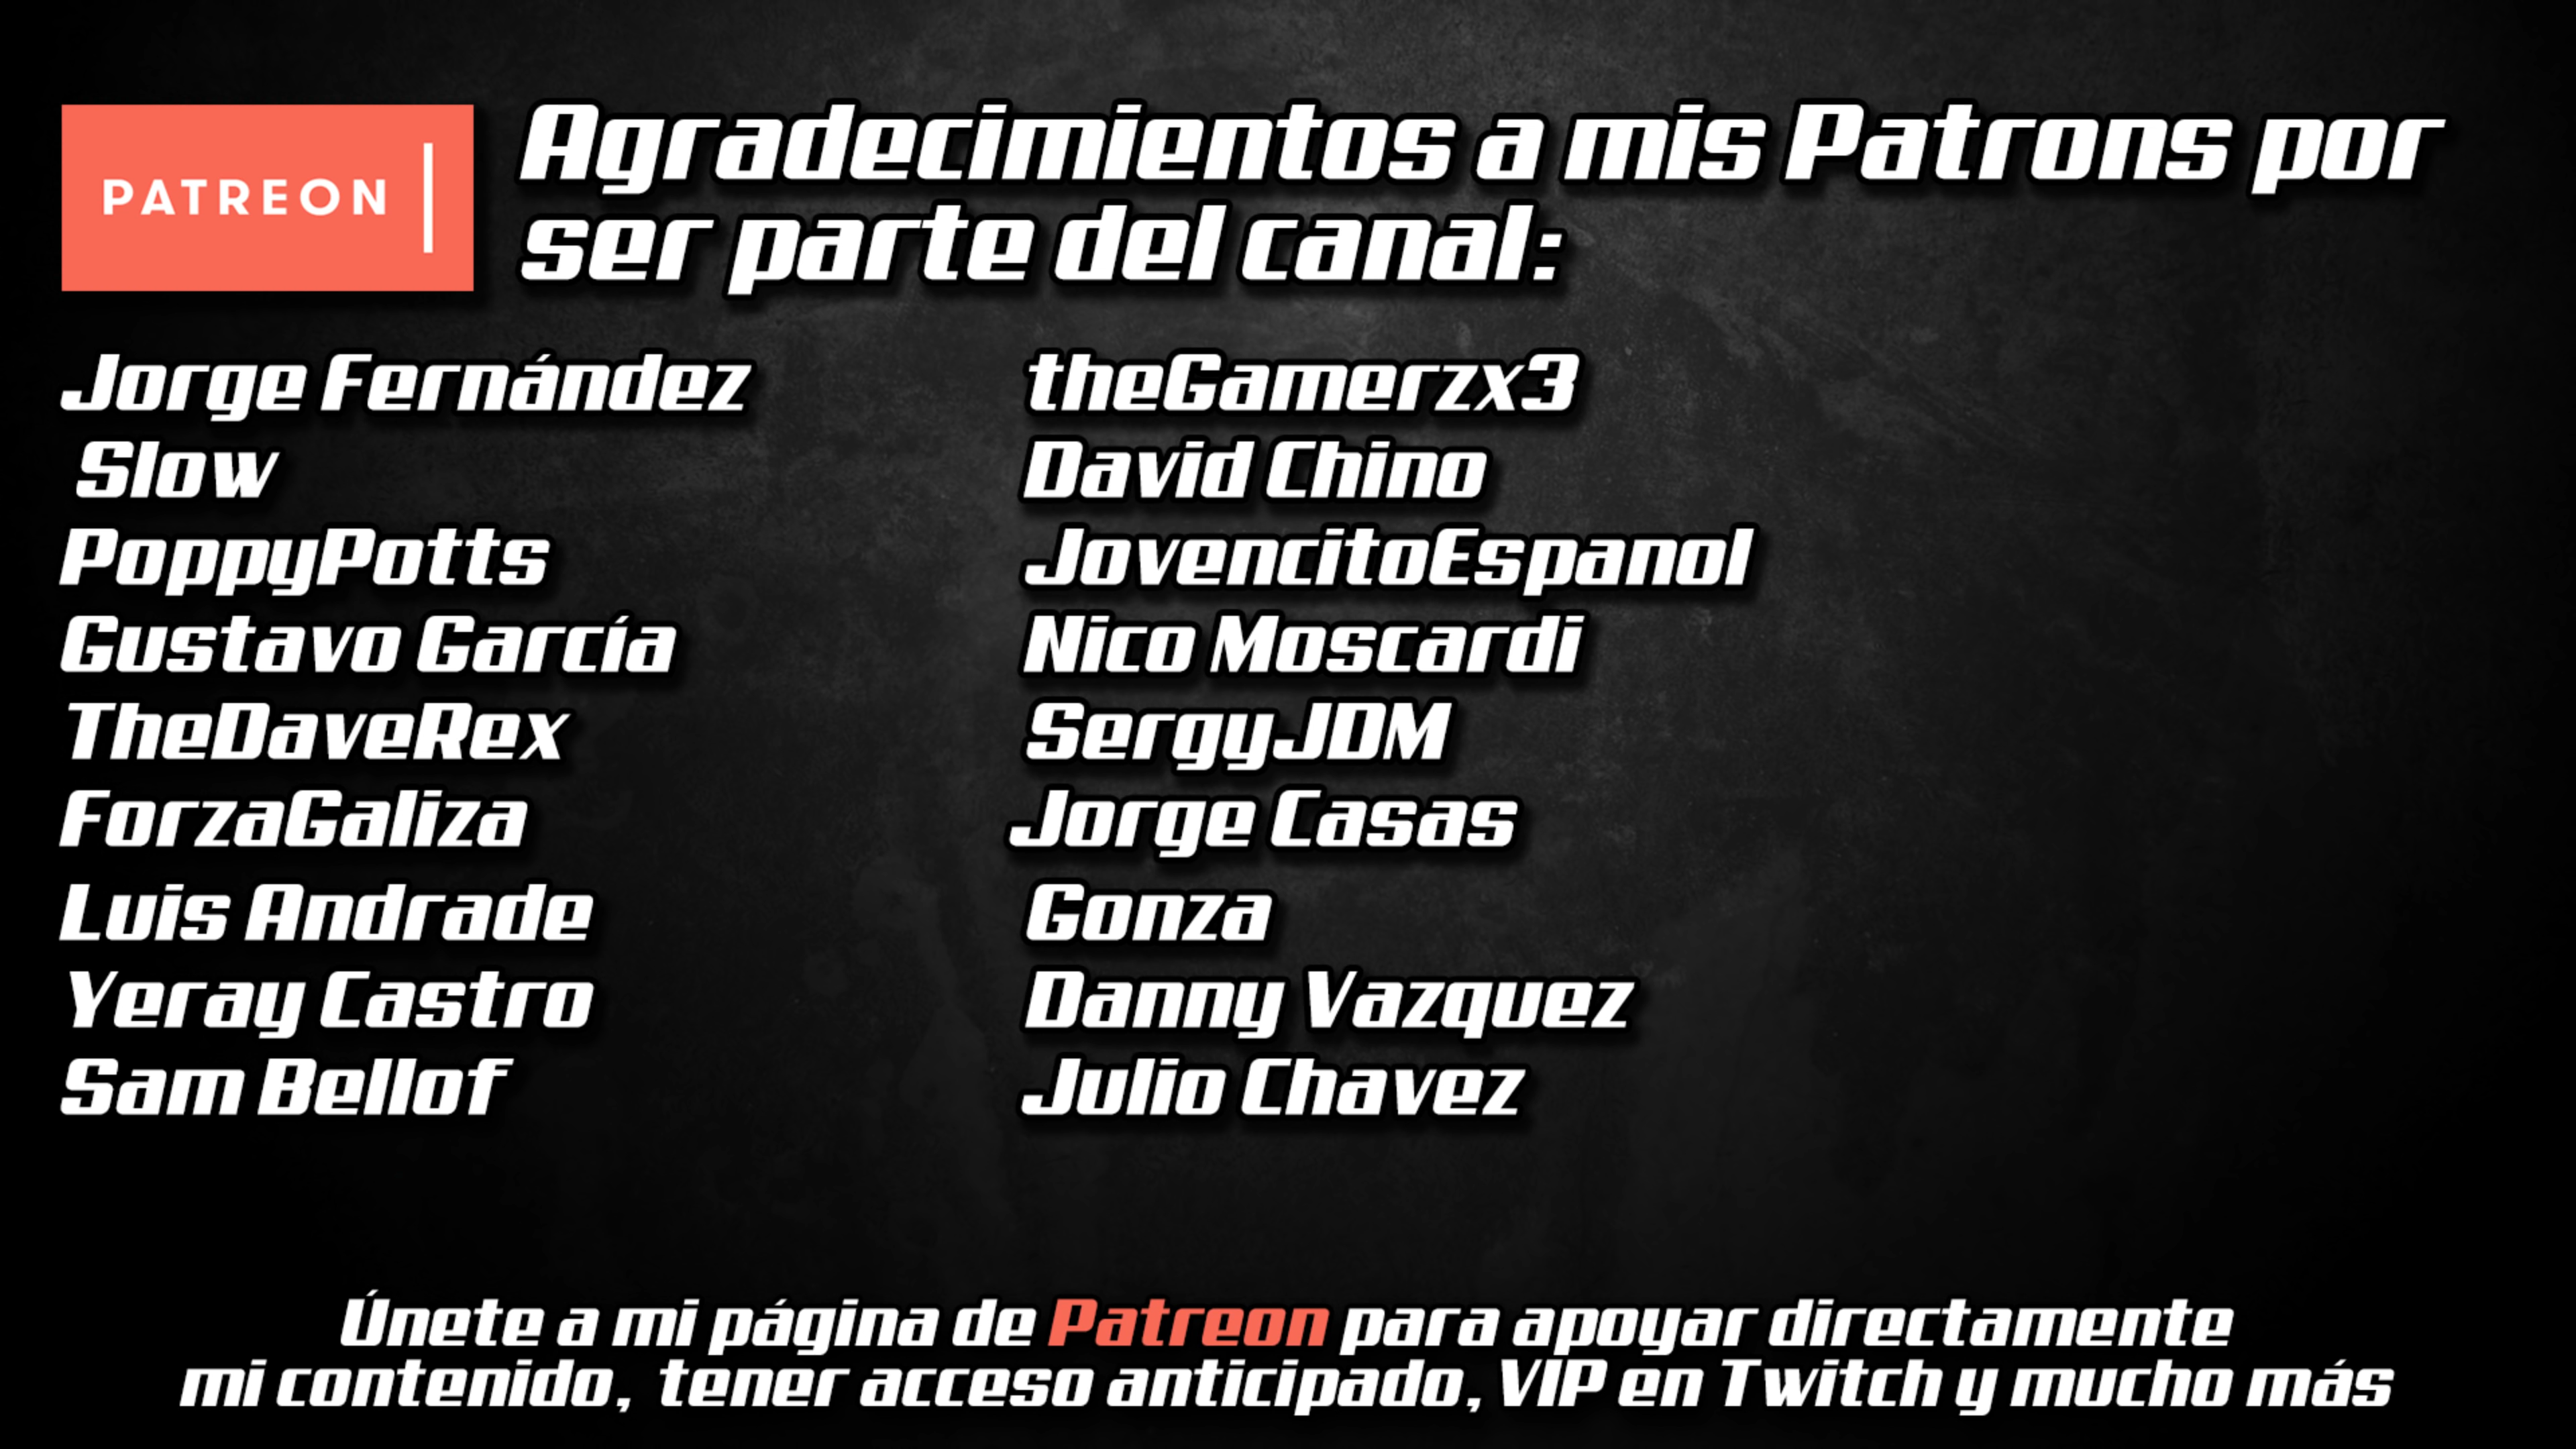 PATREON
Agradecimientos a mis Patrons por
ser parte del canal:
Jorge Fernández
Slow
PoppyPotts
Gustavo García
TheDaveRex
ForzaGaliza
Luis Andrade
Yeray Castro
Sam Bellof
theGamerzx3
David Chino
JovencitoEspanol
Nico Moscardi
SergyJDM
Jorge Casas
Gonza
Danny Vazquez
Julio Chavez
Únete a mi página de Patreon para apoyar directamente
mi contenido, tener acceso anticipado, VIP en Twitch y mucho más